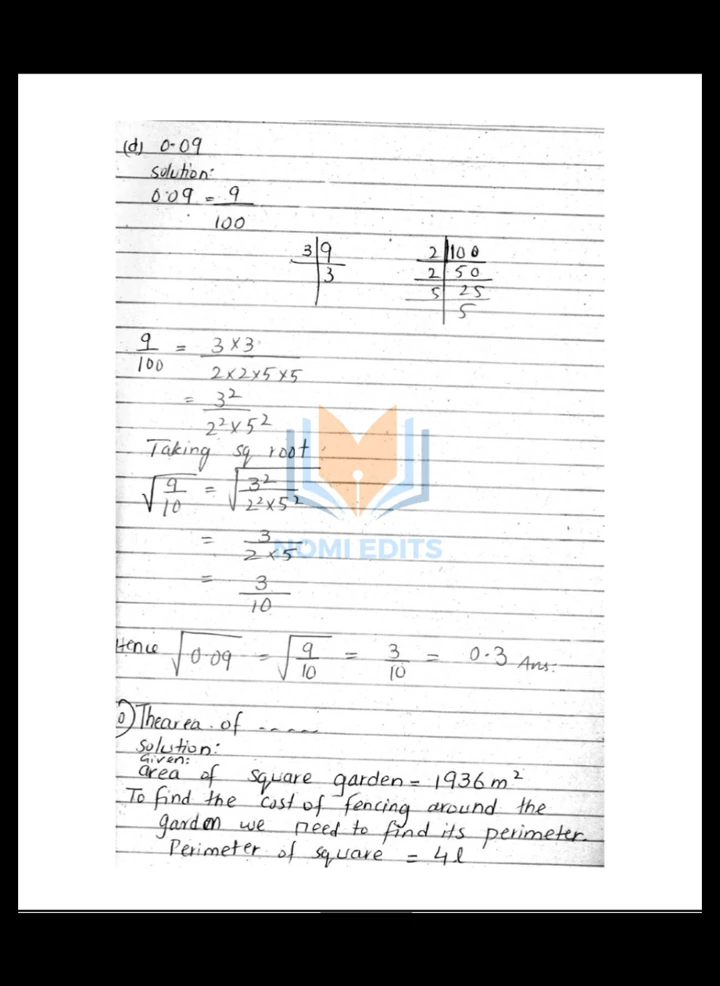 (d) 0.09
Solution:
0.09 = 9/100
3|9
3
2|100
2|50
5|25
5
9/100 = 3×3/2×2×5×5
= 3²/2²×5²
Taking sq root
√9/10 = √3²/2²×5²
= 3/2×5
NOMI EDITS
= 3/10
Hence √0.09 = √9/10 = 3/10 = 0.3 Ans:
Thearea of -----
Solution:
Given:
area of square garden = 1936m²
To find the cost of fencing around the
garden we need to find its perimeter.
Perimeter of square = 4l